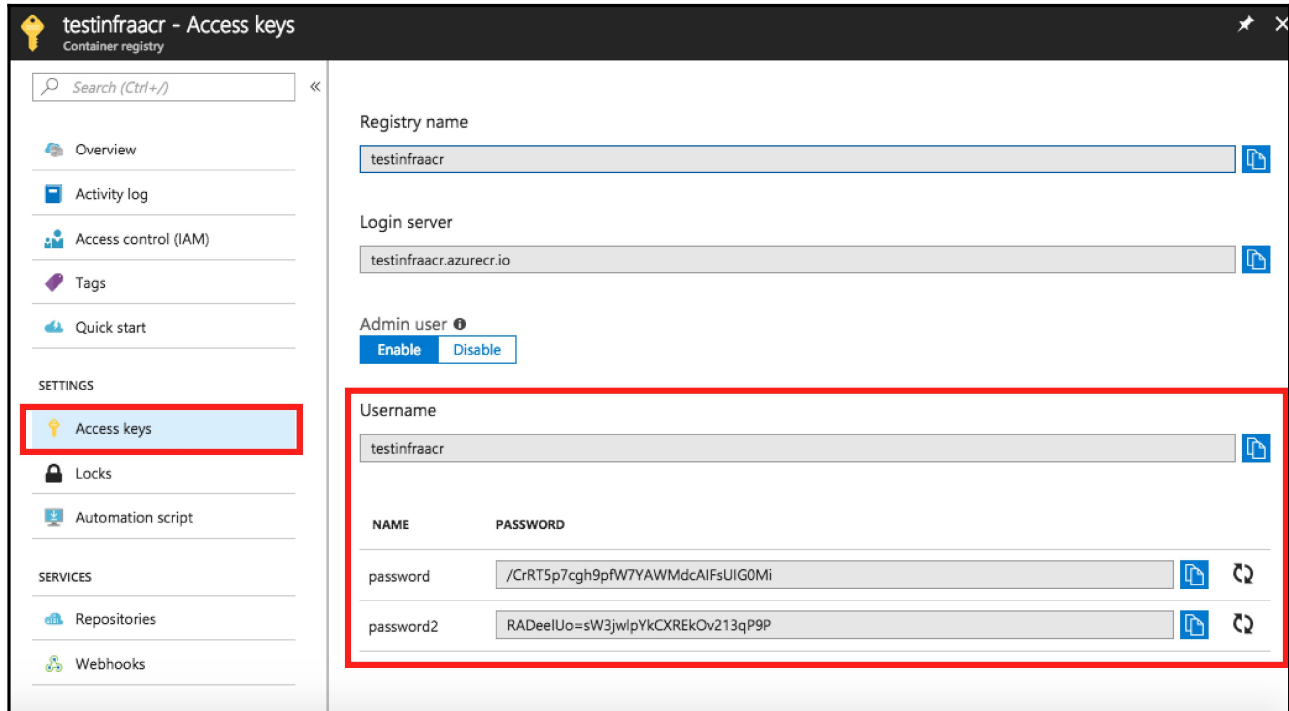 testinfraacr - Access keys
Container registry
Search (Ctrl+/)
Overview
Activity log
Access control (IAM)
Tags
Quick start
SETTINGS
Access keys
Locks
Automation script
SERVICES
Repositories
Webhooks
Registry name
testinfraacr
Login server
testinfraacr.azurecr.io
Admin user
Enable Disable
Username
testinfraacr
NAME PASSWORD
password /CrRT5p7cgh9pfW7YAWMdcAIFsUIG0Mi
password2 RADeeIUo=sW3jwIpYkCXREkOv213qP9P